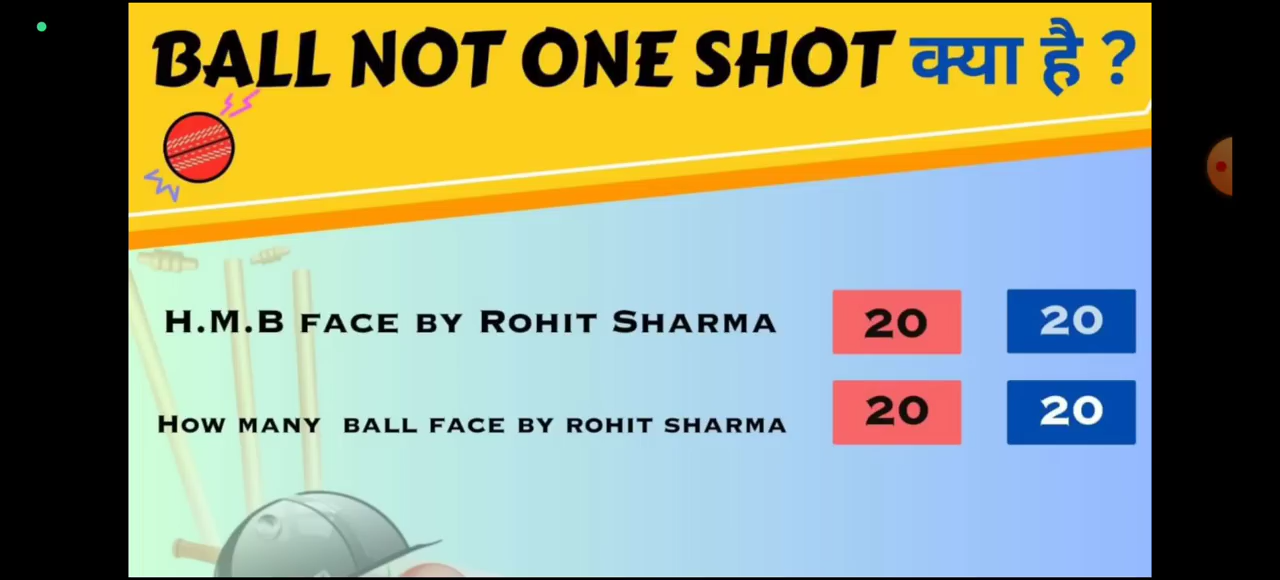 BALL NOT ONE SHOT क्या है ?
H.M.B FACE BY ROHIT SHARMA 20 20
HOW MANY BALL FACE BY ROHIT SHARMA 20 20